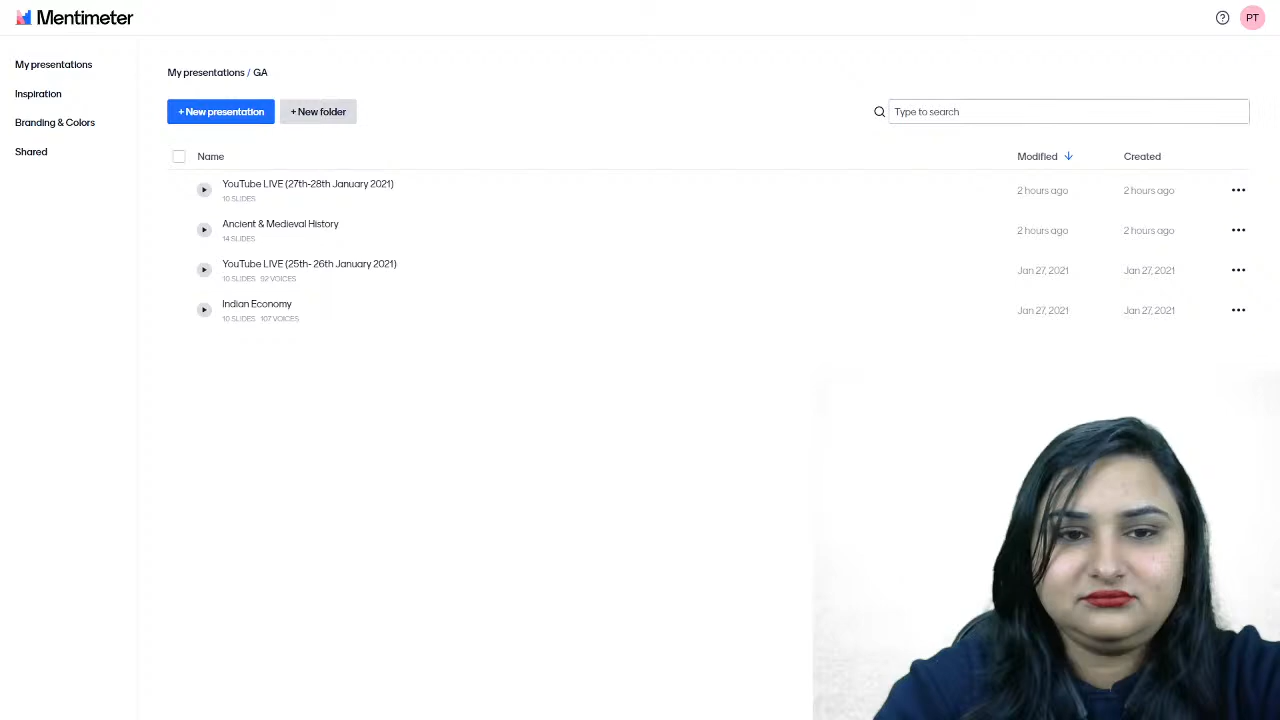 Mentimeter
PT
My presentations
Inspiration
Branding & Colors
Shared
My presentations / GA
+ New presentation
+ New folder
Type to search
Name Modified Created
YouTube LIVE (27th-28th January 2021) 2 hours ago 2 hours ago
10 SLIDES
Ancient & Medieval History 2 hours ago 2 hours ago
14 SLIDES
YouTube LIVE (25th- 26th January 2021) Jan 27, 2021 Jan 27, 2021
10 SLIDES 92 VOICES
Indian Economy Jan 27, 2021 Jan 27, 2021
10 SLIDES 107 VOICES